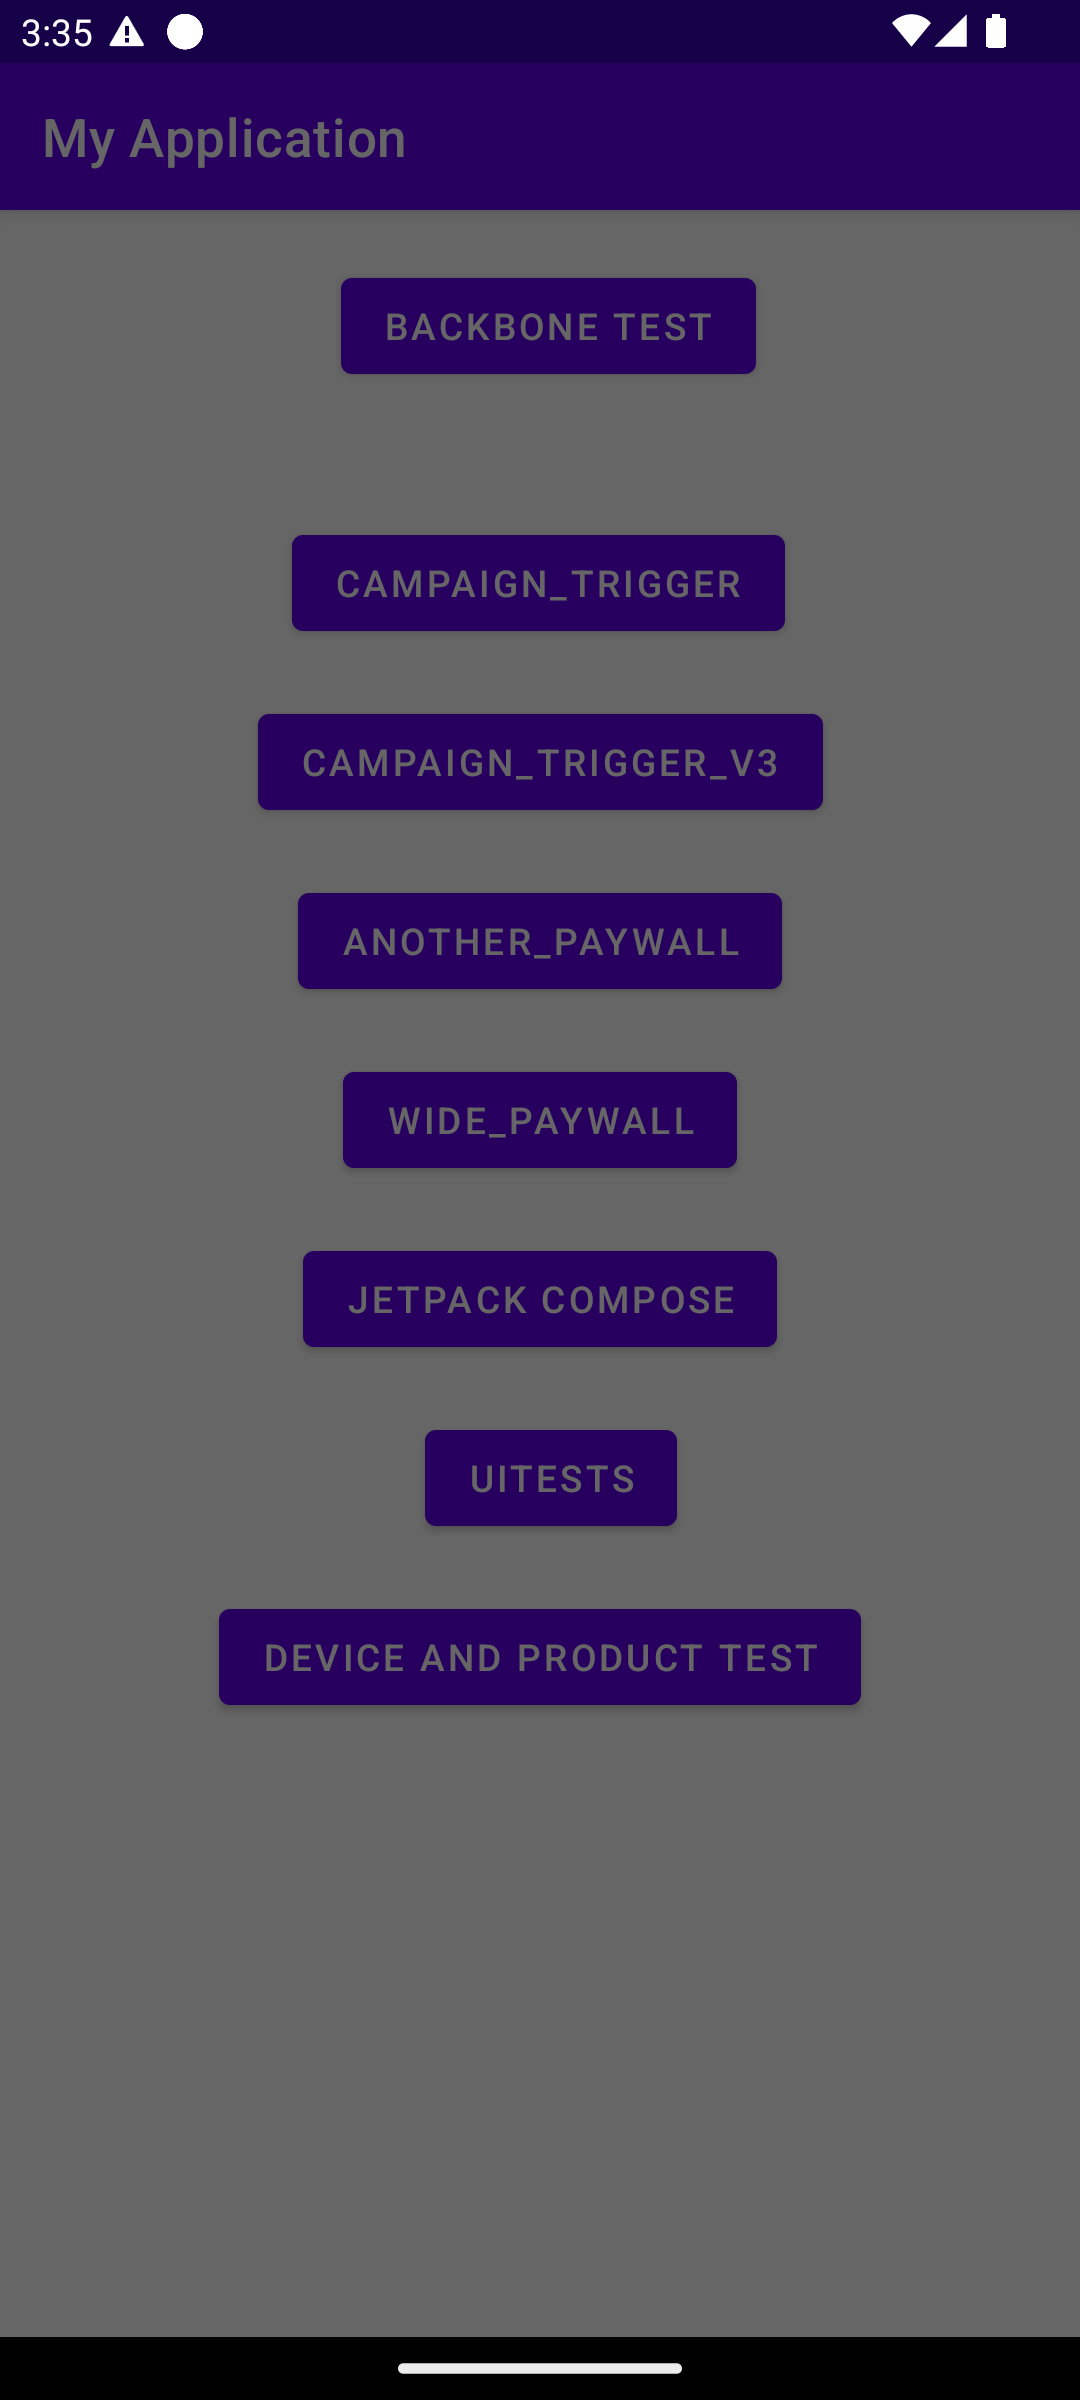 3:35
My Application
BACKBONE TEST
CAMPAIGN_TRIGGER
CAMPAIGN_TRIGGER_V3
ANOTHER_PAYWALL
WIDE_PAYWALL
JETPACK COMPOSE
UITESTS
DEVICE AND PRODUCT TEST